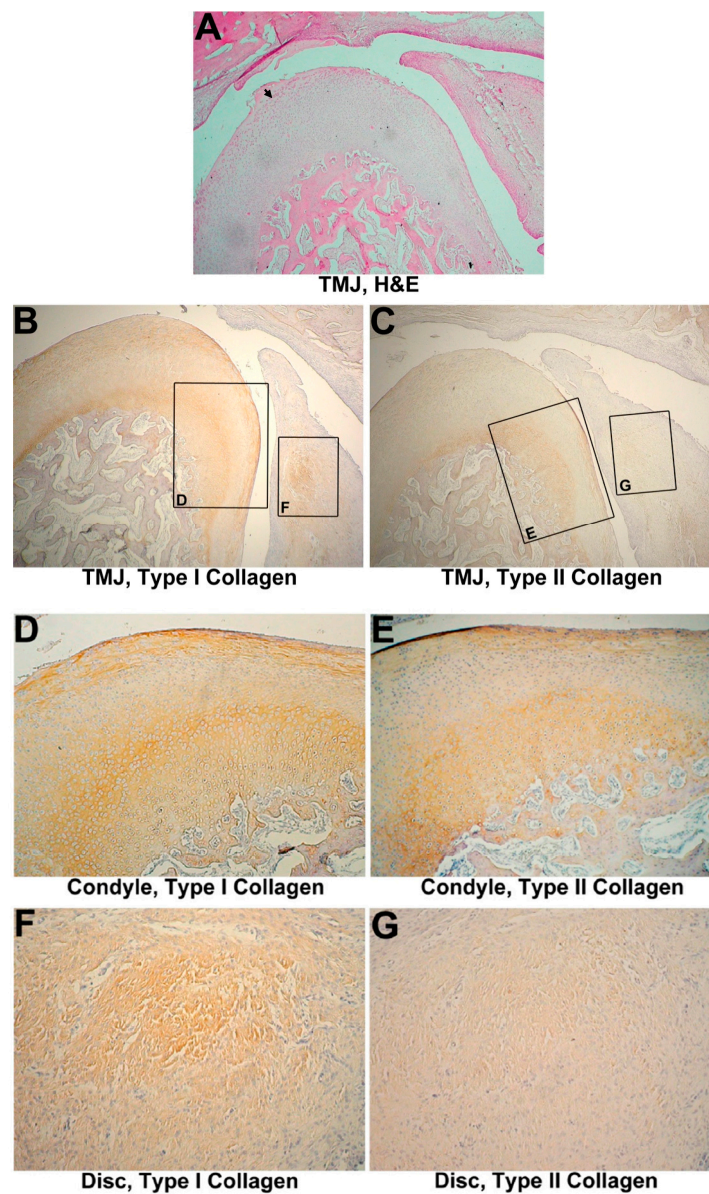 A
TMJ, H&E
B
C
D
F
E
G
TMJ, Type I Collagen
TMJ, Type II Collagen
D
E
Condyle, Type I Collagen
Condyle, Type II Collagen
F
G
Disc, Type I Collagen
Disc, Type II Collagen